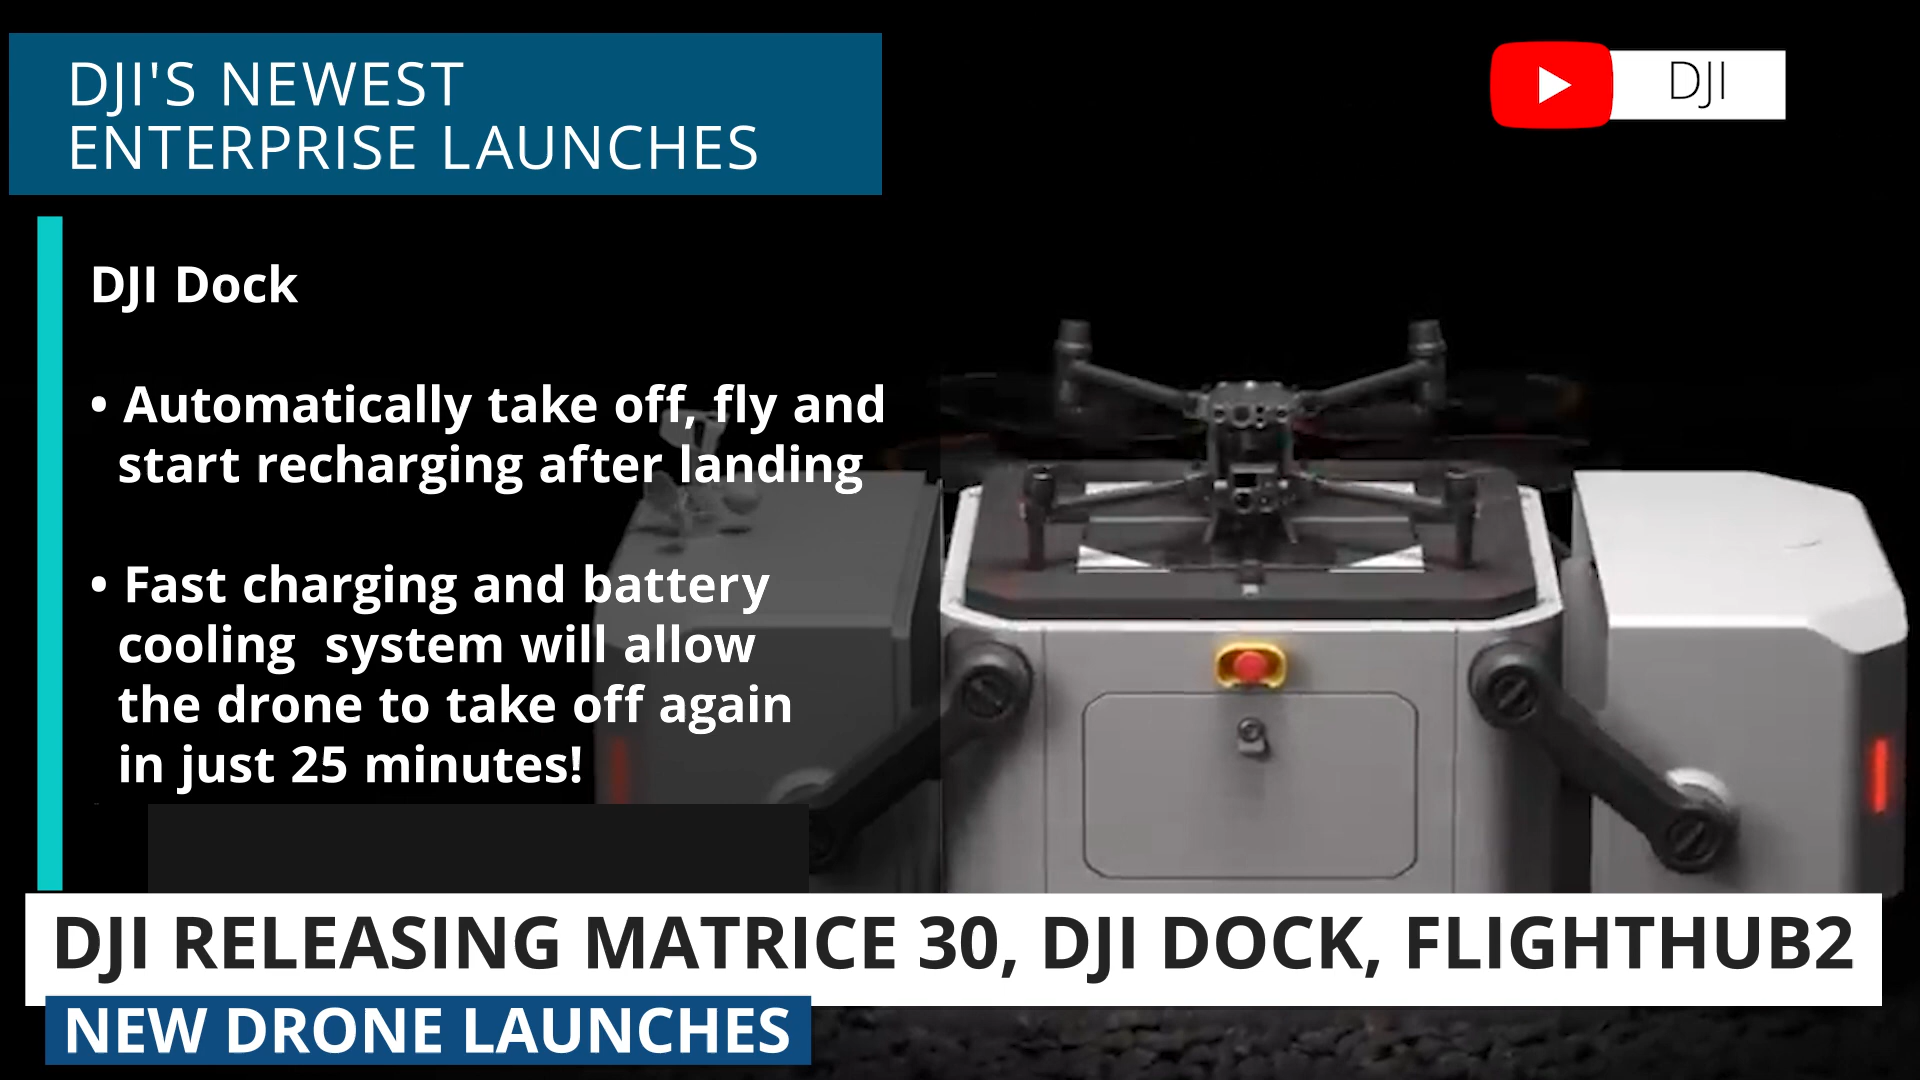 DJI'S NEWEST
ENTERPRISE LAUNCHES
DJI
DJI Dock
• Automatically take off, fly and
start recharging after landing
• Fast charging and battery
cooling  system will allow
the drone to take off again
in just 25 minutes!
DJI RELEASING MATRICE 30, DJI DOCK, FLIGHTHUB2
NEW DRONE LAUNCHES